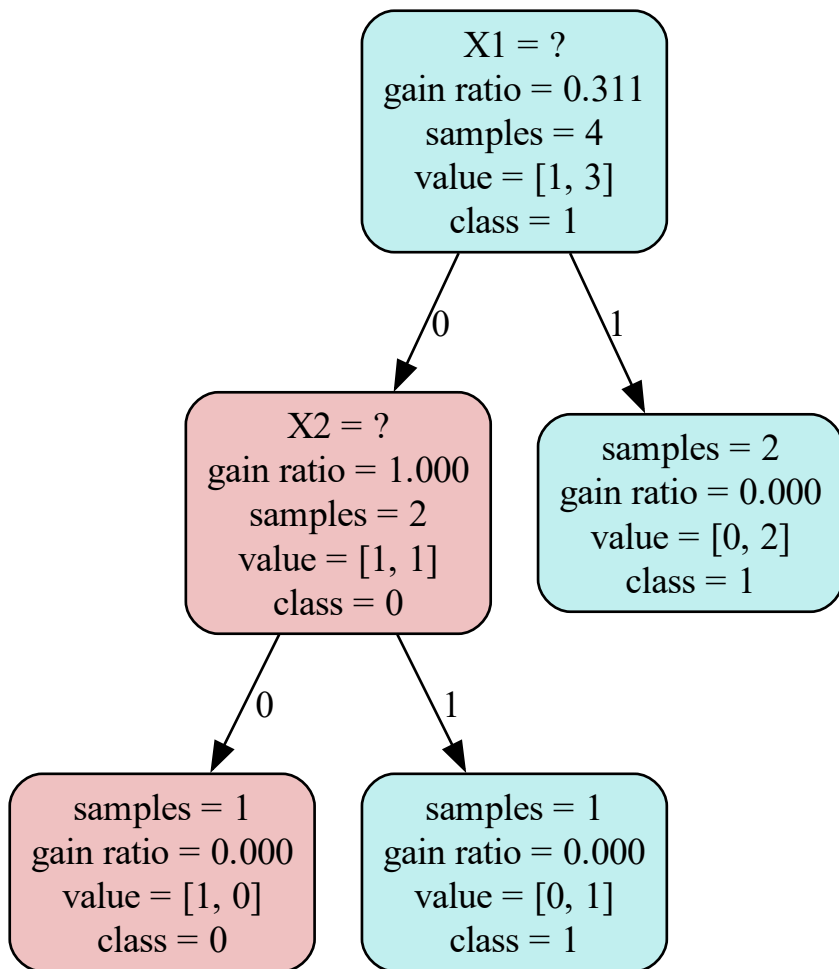 X1 = ?
gain ratio = 0.311
samples = 4
value = [1, 3]
class = 1
0
1
X2 = ?
gain ratio = 1.000
samples = 2
value = [1, 1]
class = 0
samples = 2
gain ratio = 0.000
value = [0, 2]
class = 1
0
1
samples = 1
gain ratio = 0.000
value = [1, 0]
class = 0
samples = 1
gain ratio = 0.000
value = [0, 1]
class = 1